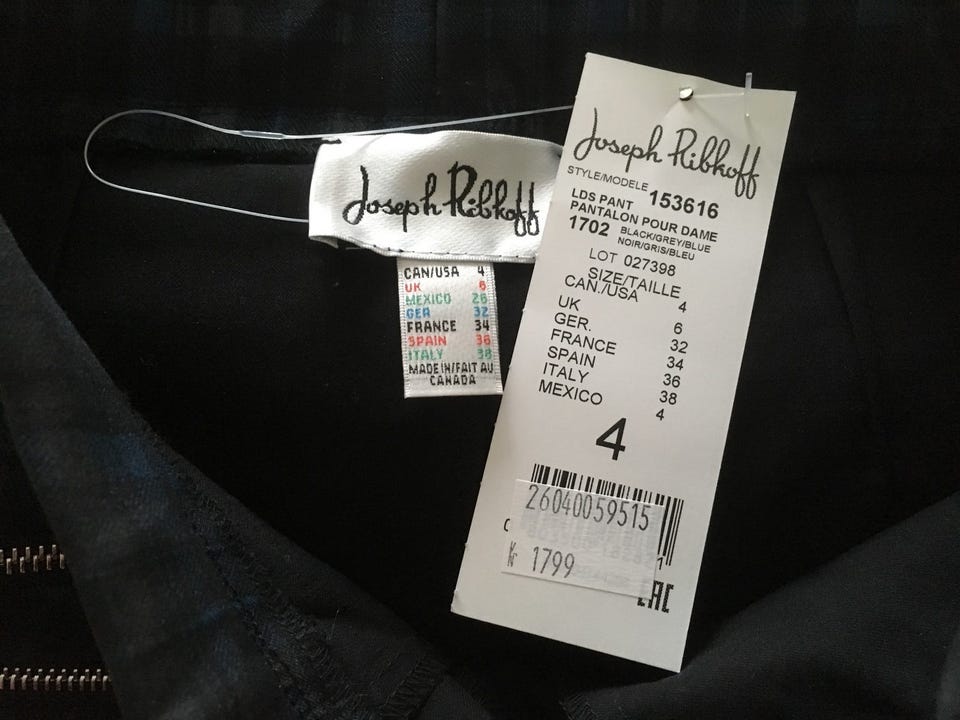 Joseph Ribkoff
CAN/USA 4
UK 6
MEXICO 26
GER 32
FRANCE 34
SPAIN 36
ITALY 38
MADE IN/FAIT AU
CANADA
Joseph Ribkoff
STYLE/MODELE 153616
LDS PANT
PANTALON POUR DAME
1702 BLACK/GREY/BLUE
NOIR/GRIS/BLEU
LOT 027398
SIZE/TAILLE
CAN./USA 4
UK 6
GER. 32
FRANCE 34
SPAIN 36
ITALY 38
MEXICO 4
4
26040059515
Kr 1799
EAC